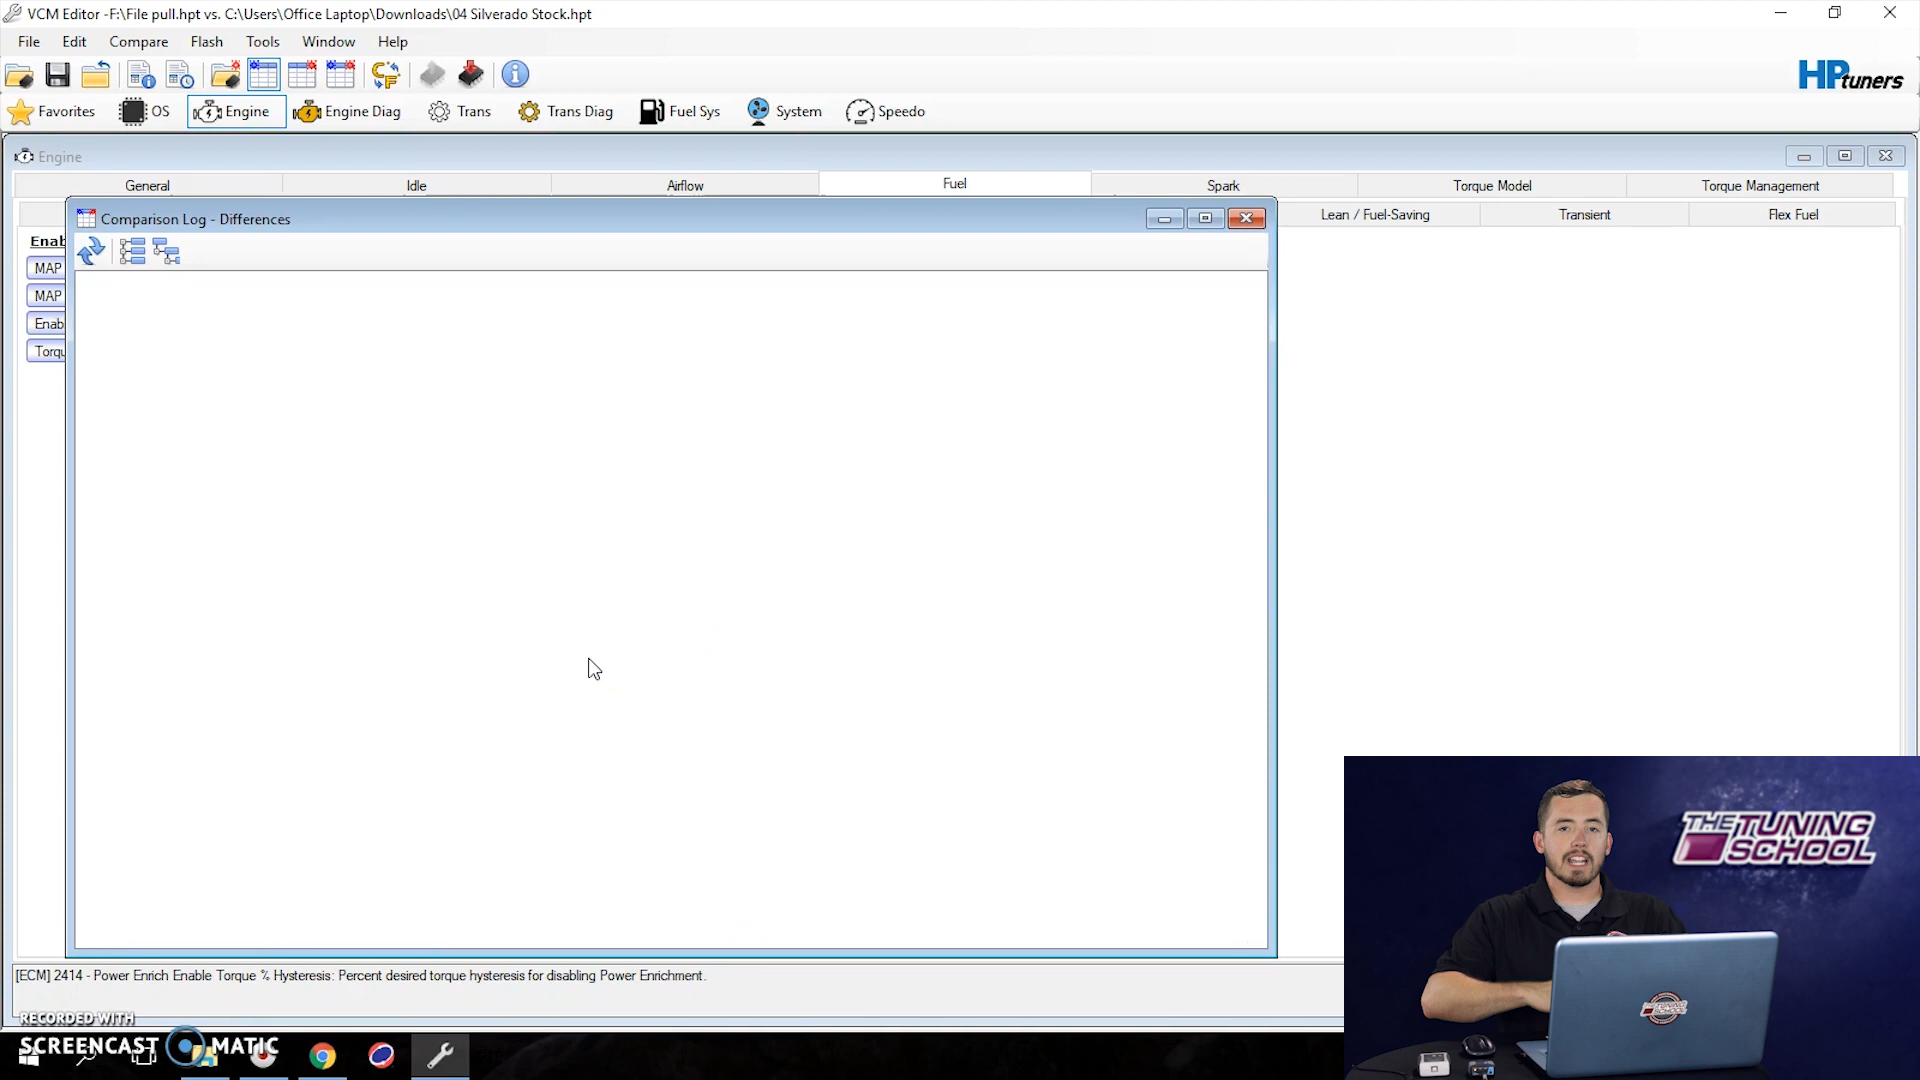 VCM Editor -F:\File pull.hpt vs. C:\Users\Office Laptop\Downloads\04 Silverado Stock.hpt
File Edit Compare Flash Tools Window Help
HPtuners
Favorites OS Engine Engine Diag Trans Trans Diag Fuel Sys System Speedo
Engine
General Idle Airflow Fuel Spark Torque Model Torque Management
Lean / Fuel-Saving Transient Flex Fuel
Comparison Log - Differences
Enab
MAP
MAP
Enab
Torqu
[ECM] 2414 - Power Enrich Enable Torque % Hysteresis: Percent desired torque hysteresis for disabling Power Enrichment.
THE TUNING
SCHOOL
RECORDED WITH
SCREENCAST MATIC